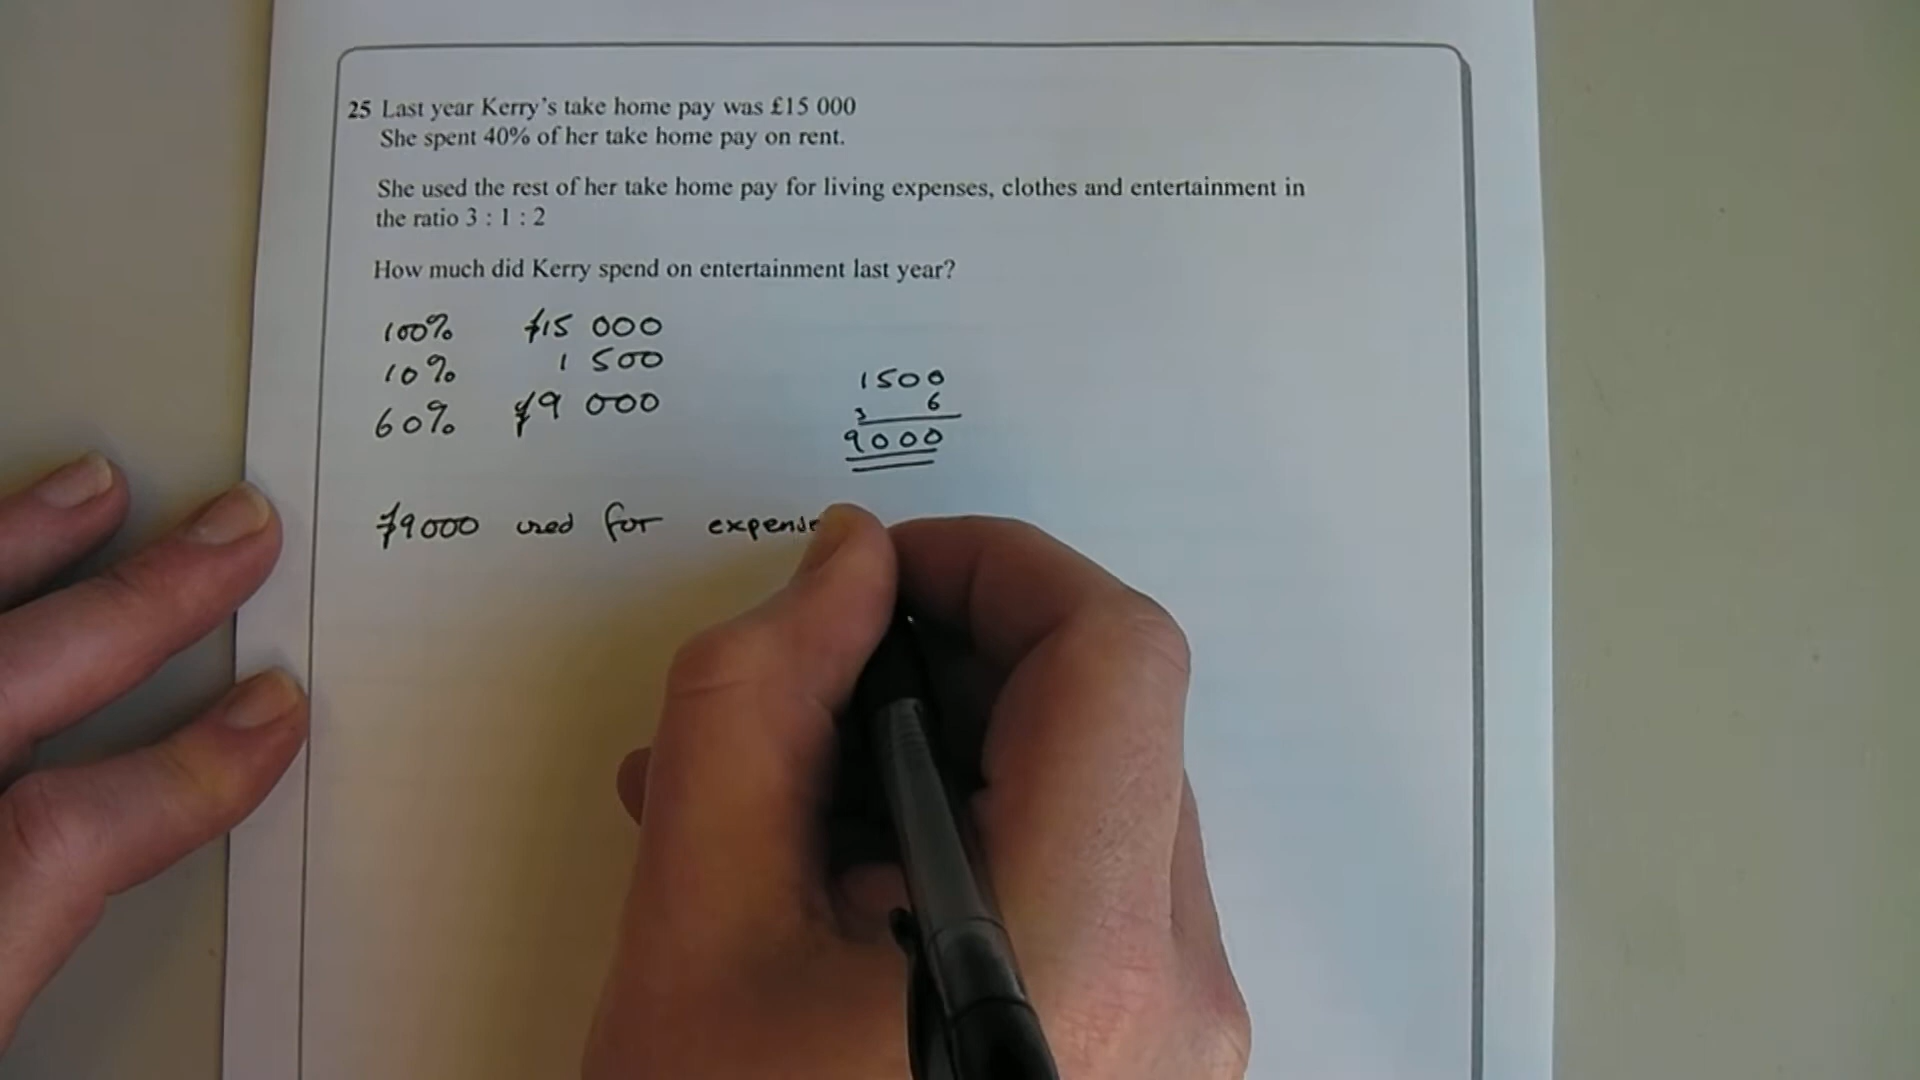 25 Last year Kerry's take home pay was £15 000
She spent 40% of her take home pay on rent.
She used the rest of her take home pay for living expenses, clothes and entertainment in
the ratio 3 : 1 : 2
How much did Kerry spend on entertainment last year?
100% £15 000
10% 1 500
60% £9 000
1500
6
3
9000
£9000 used for expense